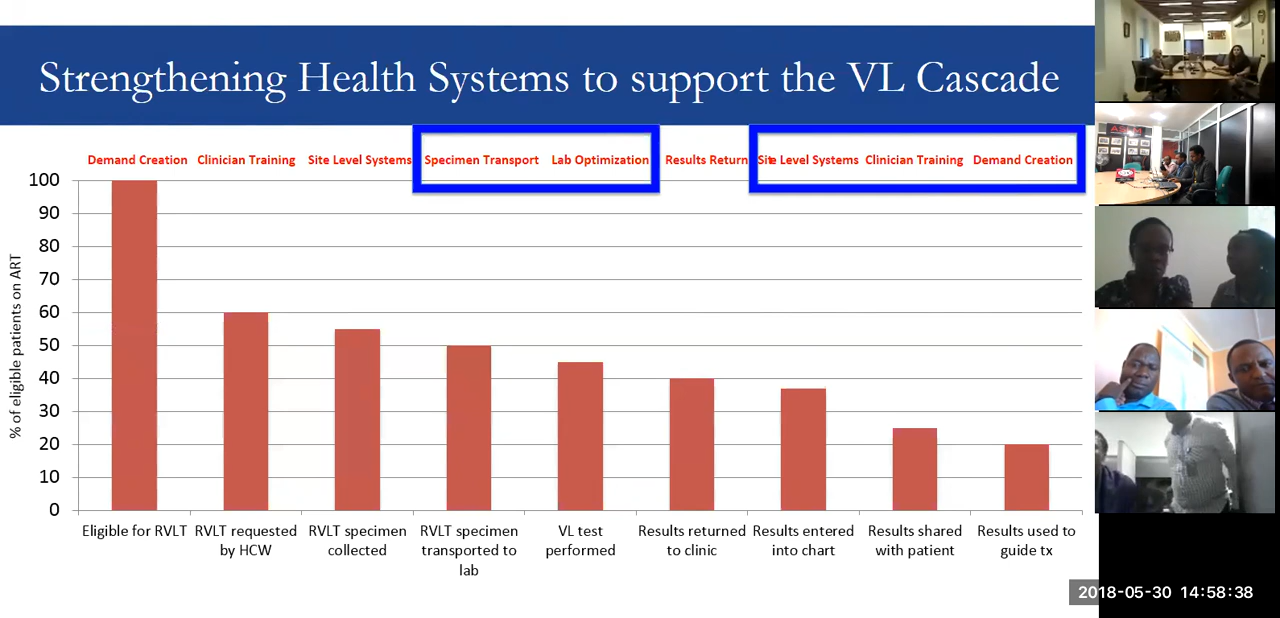 Strengthening Health Systems to support the VL Cascade
Demand Creation Clinician Training Site Level Systems Specimen Transport Lab Optimization Results Return Site Level Systems Clinician Training Demand Creation
100
90
80
70
60
50
40
30
20
10
0
% of eligible patients on ART
Eligible for RVLT
RVLT requested
by HCW
RVLT specimen
collected
RVLT specimen
transported to
lab
VL test
performed
Results returned
to clinic
Results entered
into chart
Results shared
with patient
Results used to
guide tx
2018-05-30 14:58:38